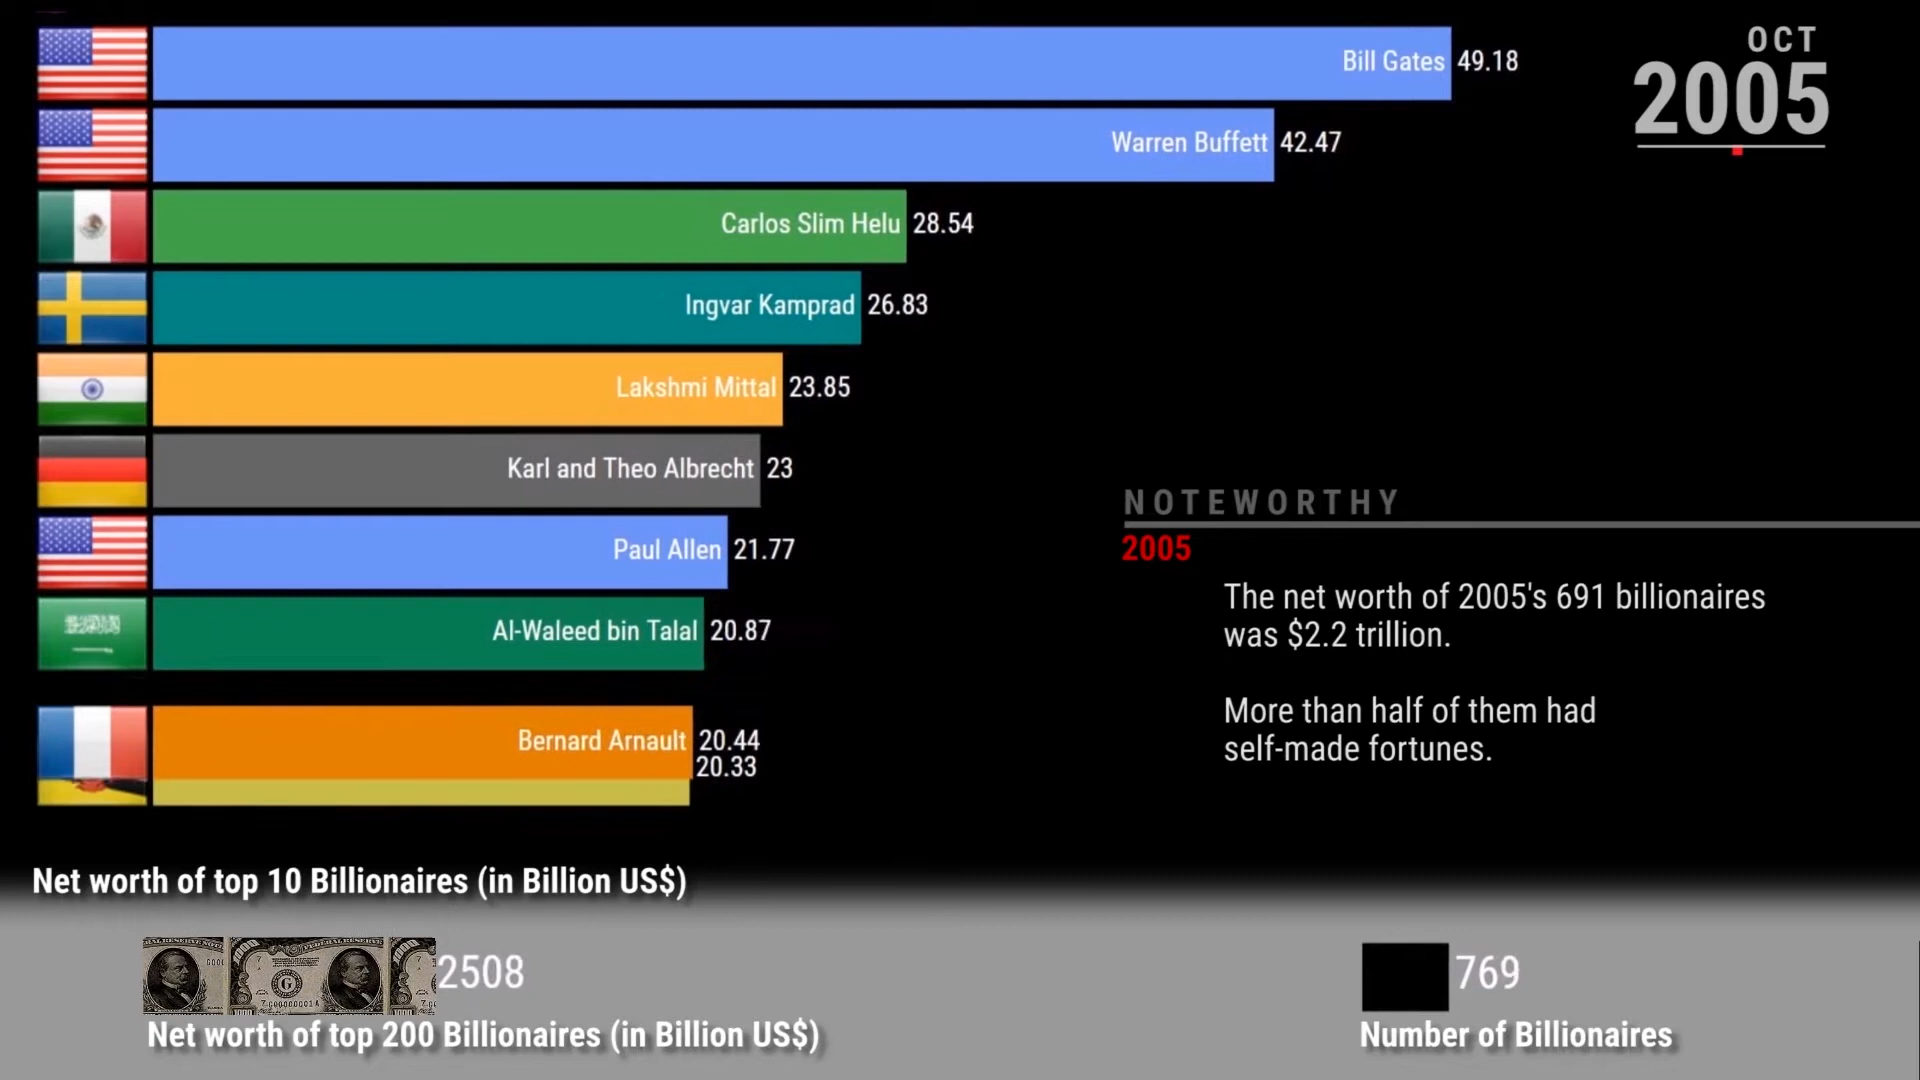 OCT
2005
Bill Gates 49.18
Warren Buffett 42.47
Carlos Slim Helu 28.54
Ingvar Kamprad 26.83
Lakshmi Mittal 23.85
Karl and Theo Albrecht 23
Paul Allen 21.77
Al-Waleed bin Talal 20.87
Bernard Arnault 20.44
20.33
NOTEWORTHY
2005
The net worth of 2005's 691 billionaires
was $2.2 trillion.
More than half of them had
self-made fortunes.
Net worth of top 10 Billionaires (in Billion US$)
2508
Net worth of top 200 Billionaires (in Billion US$)
769
Number of Billionaires